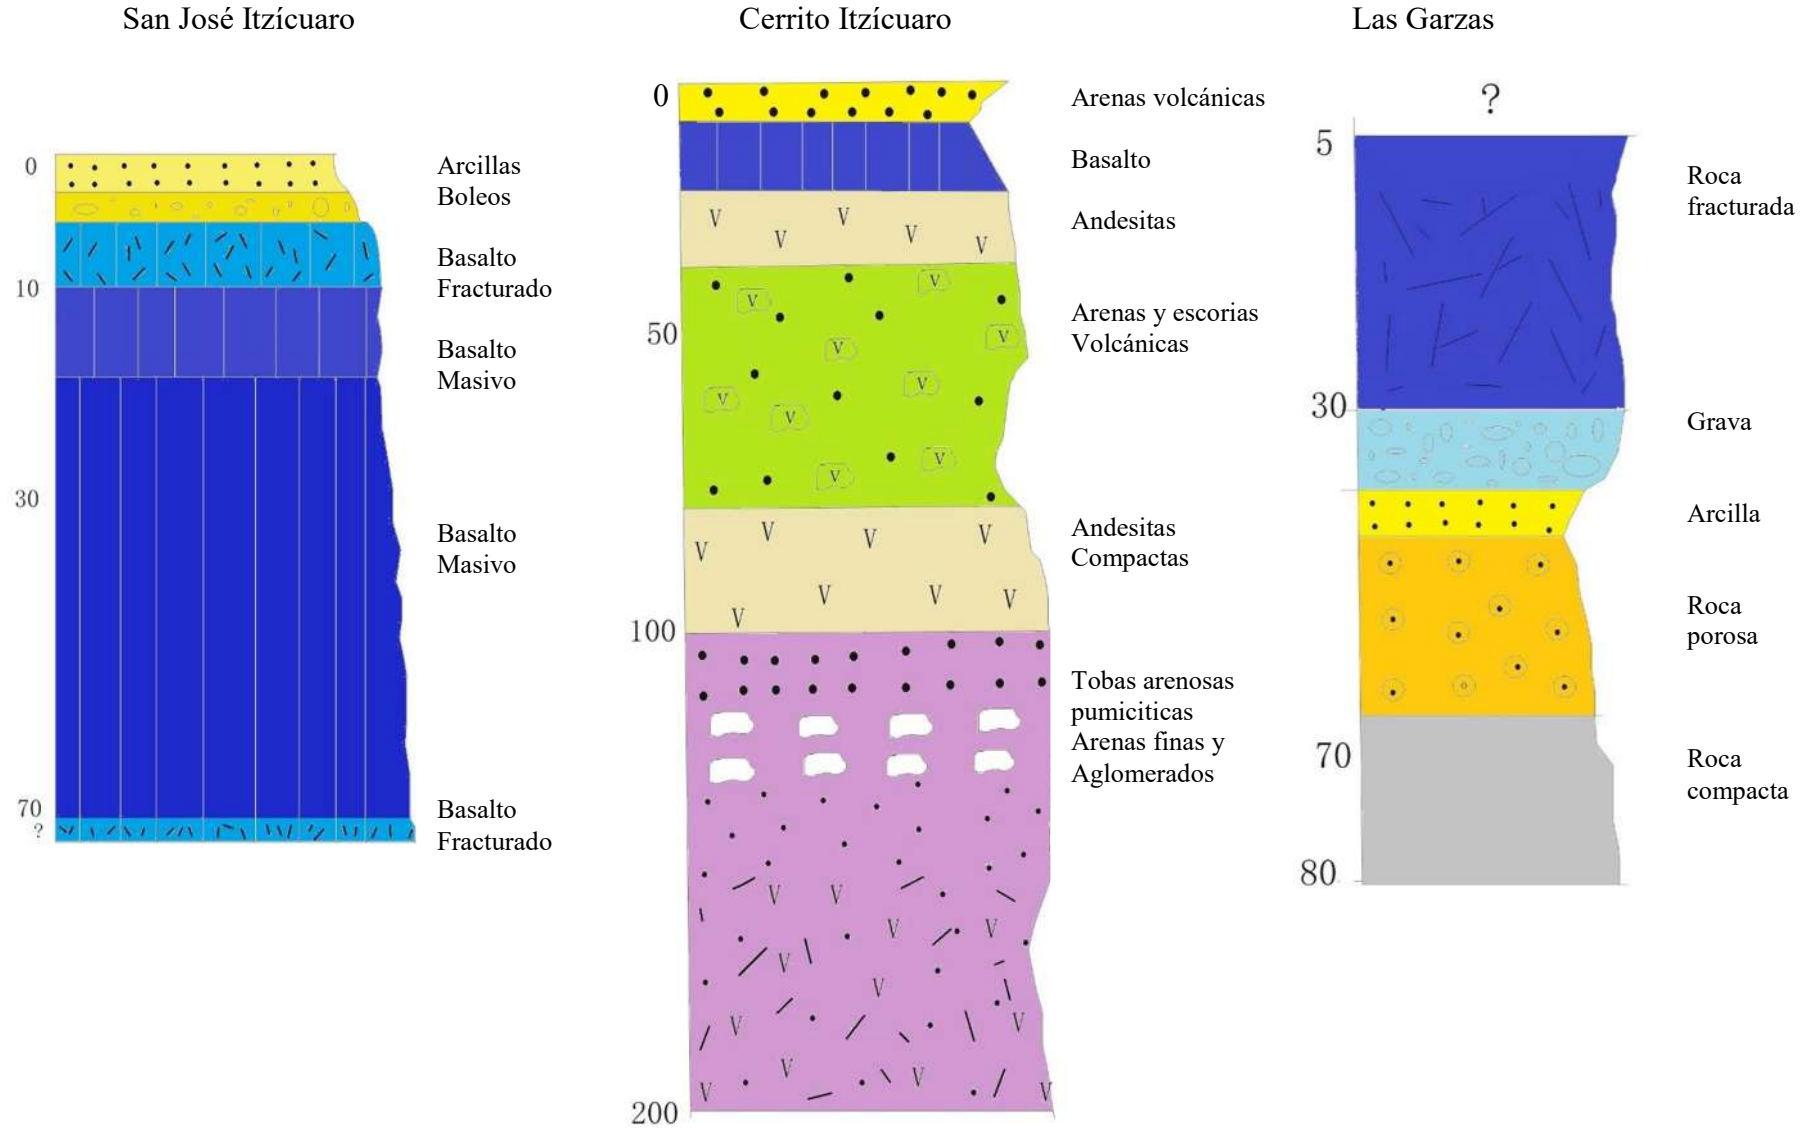 San José Itzícuaro
0
Arcillas
Boleos
Basalto
Fracturado
10
Basalto
Masivo
30
Basalto
Masivo
70
?
Basalto
Fracturado
Cerrito Itzícuaro
0
Arenas volcánicas
Basalto
Andesitas
Arenas y escorias
Volcánicas
50
Andesitas
Compactas
100
Tobas arenosas
pumiciticas
Arenas finas y
Aglomerados
200
Las Garzas
?
5
Roca
fracturada
30
Grava
Arcilla
Roca
porosa
70
Roca
compacta
80